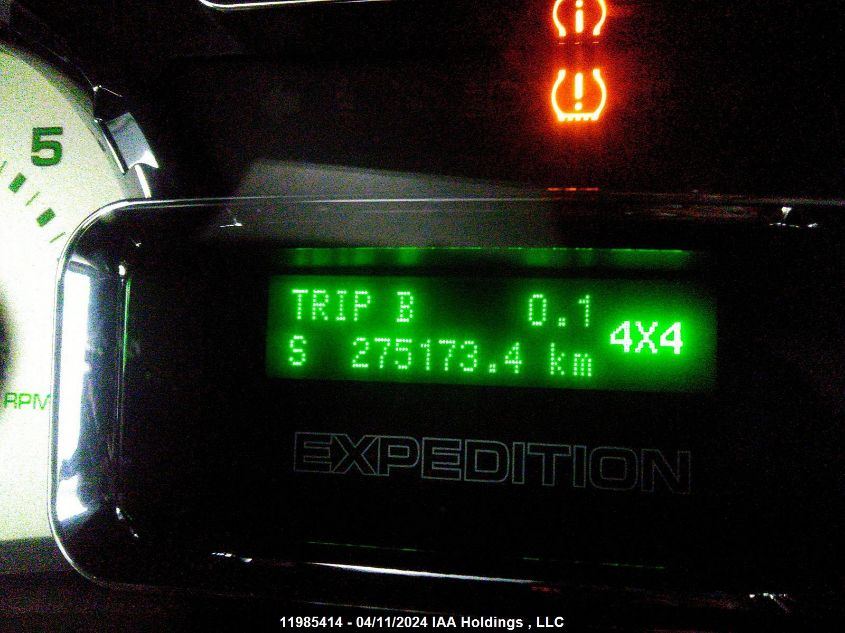 5
TRIP B 0.1
4X4
S 275173.4 km
RPM
EXPEDITION
11985414 - 04/11/2024 IAA Holdings , LLC